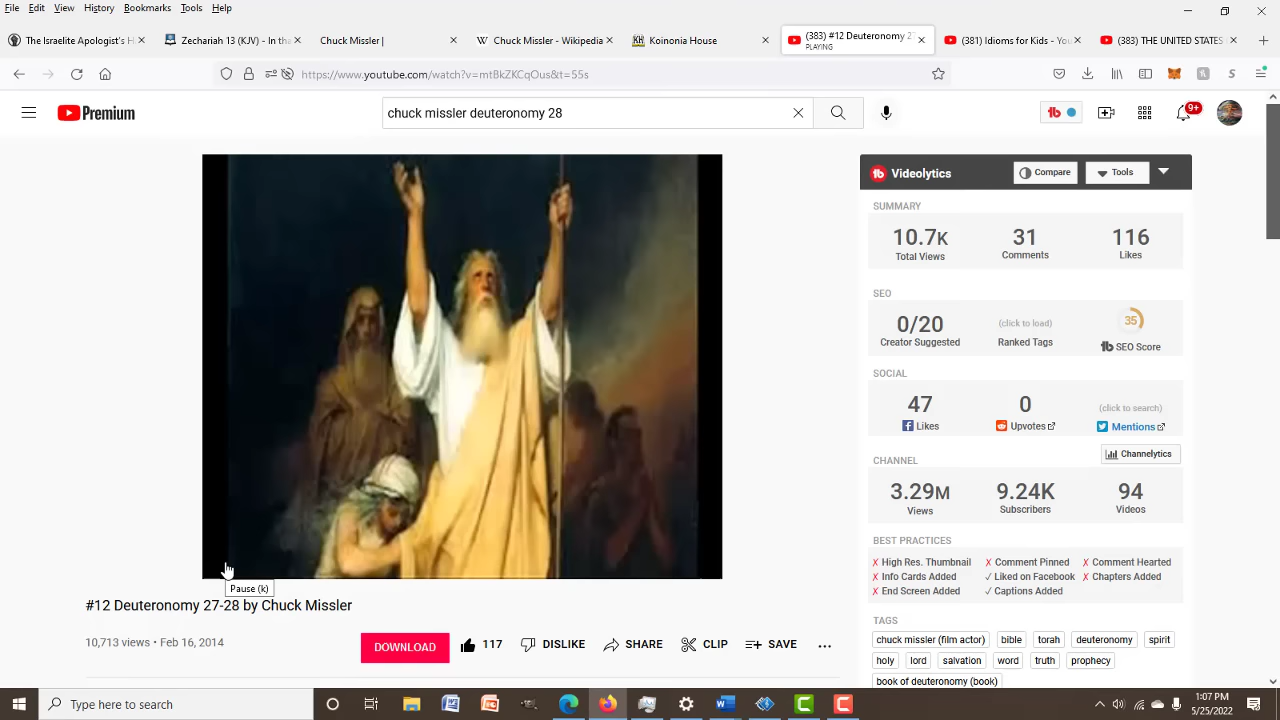 File Edit View History Bookmarks Tools Help
The Israelite Apologist's H
Zechariah 13 (KJV) - In tha
Chuck Missler |
Chuck Missler - Wikipedia
Koinonia House
(383) #12 Deuteronomy 27
PLAYING
(381) Idioms for Kids - You
(383) THE UNITED STATES
https://www.youtube.com/watch?v=mtBkZKCqOus&t=55s
Premium
chuck missler deuteronomy 28
9+
Videolytics
Compare
Tools
SUMMARY
10.7K 31 116
Total Views Comments Likes
SEO
0/20 (click to load) 35
Creator Suggested Ranked Tags SEO Score
SOCIAL
47 0 (click to search)
Likes Upvotes Mentions
CHANNEL
Channelytics
3.29M 9.24K 94
Views Subscribers Videos
BEST PRACTICES
✗ High Res. Thumbnail ✗ Comment Pinned ✗ Comment Hearted
✗ Info Cards Added ✓ Liked on Facebook ✗ Chapters Added
✗ End Screen Added ✓ Captions Added
TAGS
chuck missler (film actor) bible torah deuteronomy spirit
holy lord salvation word truth prophecy
book of deuteronomy (book)
Pause (k)
#12 Deuteronomy 27-28 by Chuck Missler
10,713 views • Feb 16, 2014
DOWNLOAD
117
DISLIKE
SHARE
CLIP
SAVE
Type here to search
1:07 PM
5/25/2022